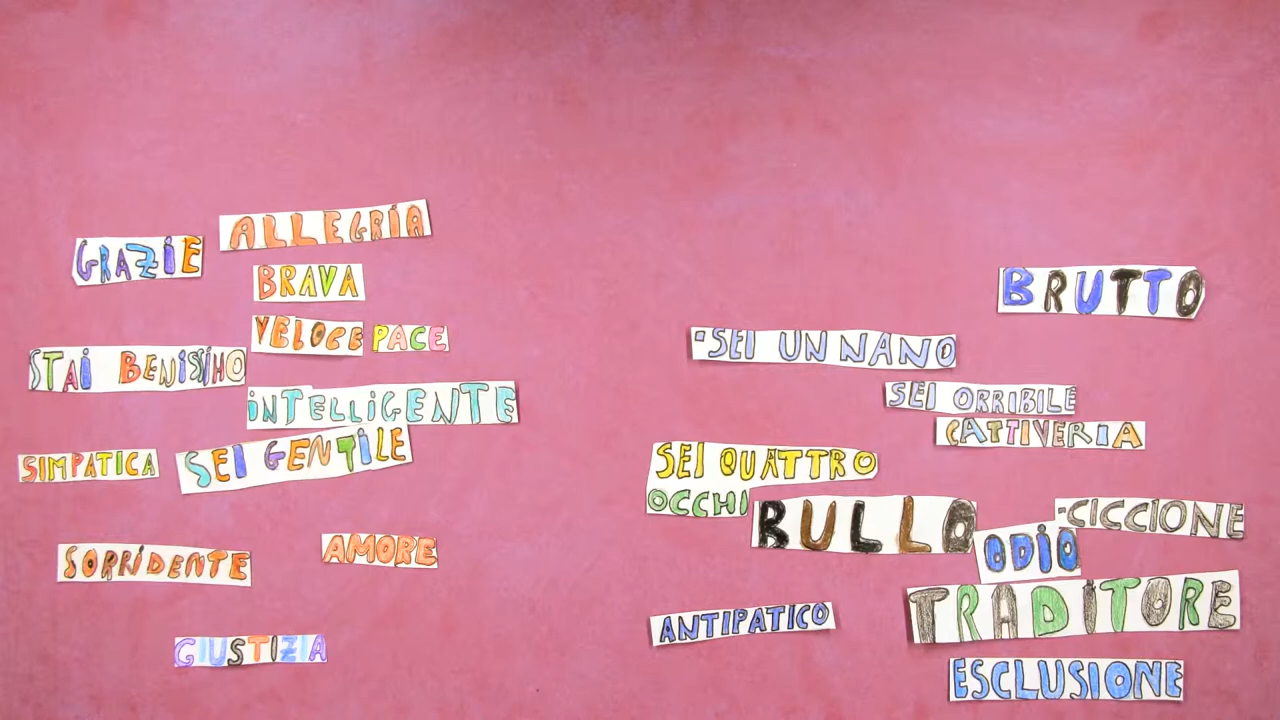 ALLEGRIA
GRAZIE
BRAVA
VELOCE
PACE
STAI BENISSIMO
INTELLIGENTE
SEI GENTILE
SIMPATICA
SORRIDENTE
AMORE
GIUSTIZIA
BRUTTO
-SEI UN NANO
SEI ORRIBILE
CATTIVERIA
SEI QUATTRO
OCCHI
BULLO
-CICCIONE
ODIO
TRADITORE
ANTIPATICO
ESCLUSIONE